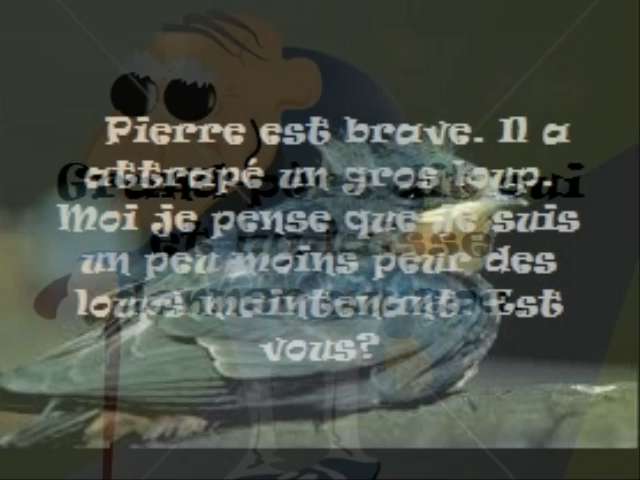 Pierre est brave. Il a
attrapé un gros loup.
Moi je pense que je suis
un peu moins peur des
loups maintenant. Est
vous?